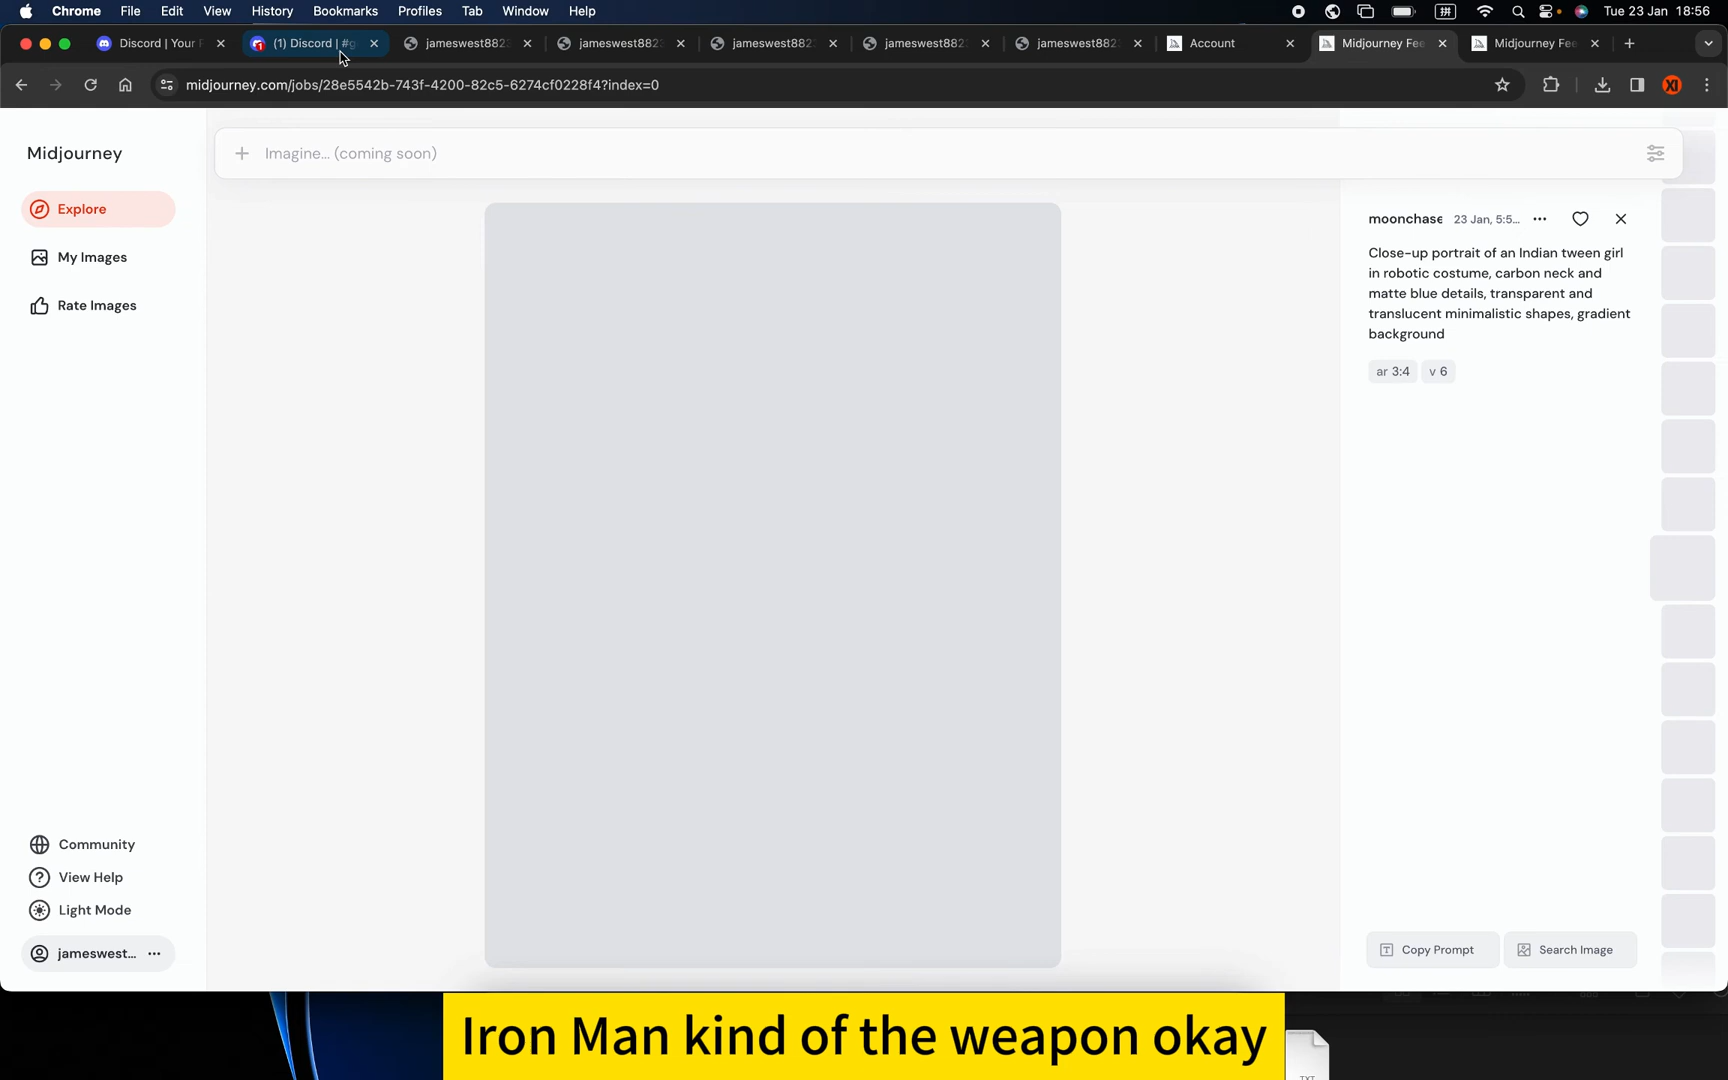 Chrome File Edit View History Bookmarks Profiles Tab Window Help Tue 23 Jan 18:56
Discord | Your (1) Discord | #g jameswest882 jameswest882 jameswest882 jameswest882 jameswest882 Account Midjourney Fee Midjourney Fee
midjourney.com/jobs/28e5542b-743f-4200-82c5-6274cf0228f4?index=0 XI
Midjourney
Imagine... (coming soon)
Explore
My Images
Rate Images
moonchase 23 Jan, 5:5...
Close-up portrait of an Indian tween girl
in robotic costume, carbon neck and
matte blue details, transparent and
translucent minimalistic shapes, gradient
background
ar 3:4 v 6
Community
View Help
Light Mode
jameswest...
Copy Prompt Search Image
Iron Man kind of the weapon okay
TXT